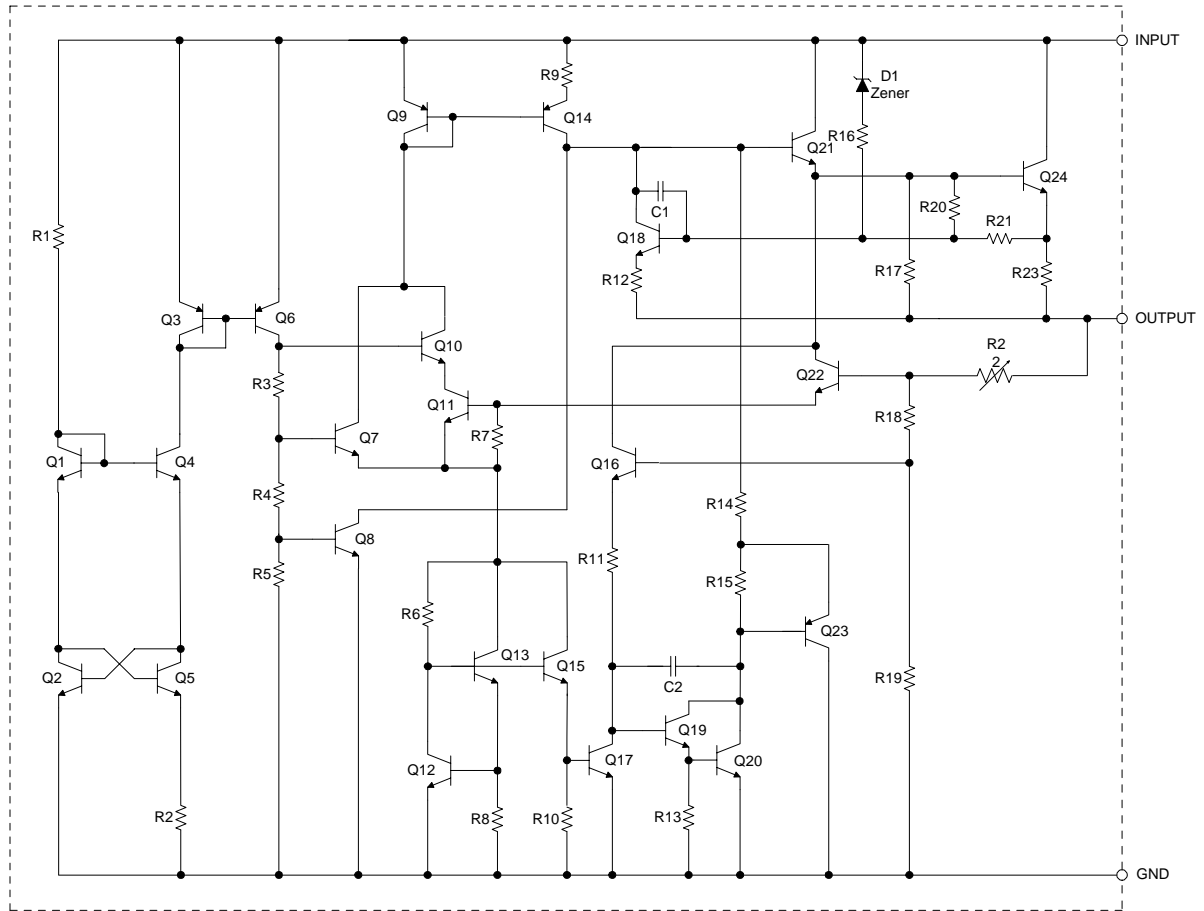 INPUT
R9
D1
Zener
Q9
Q14
R16
Q21
Q24
C1
R20
R21
R1
Q18
R12
R17
R23
Q3
Q6
OUTPUT
R2
2
Q10
Q22
R3
Q11
R18
R7
Q7
Q1
Q4
Q16
R4
R14
Q8
R11
R5
R15
R6
Q23
Q13
Q15
Q2
Q5
C2
R19
Q19
Q12
Q17
Q20
R2
R8
R10
R13
GND